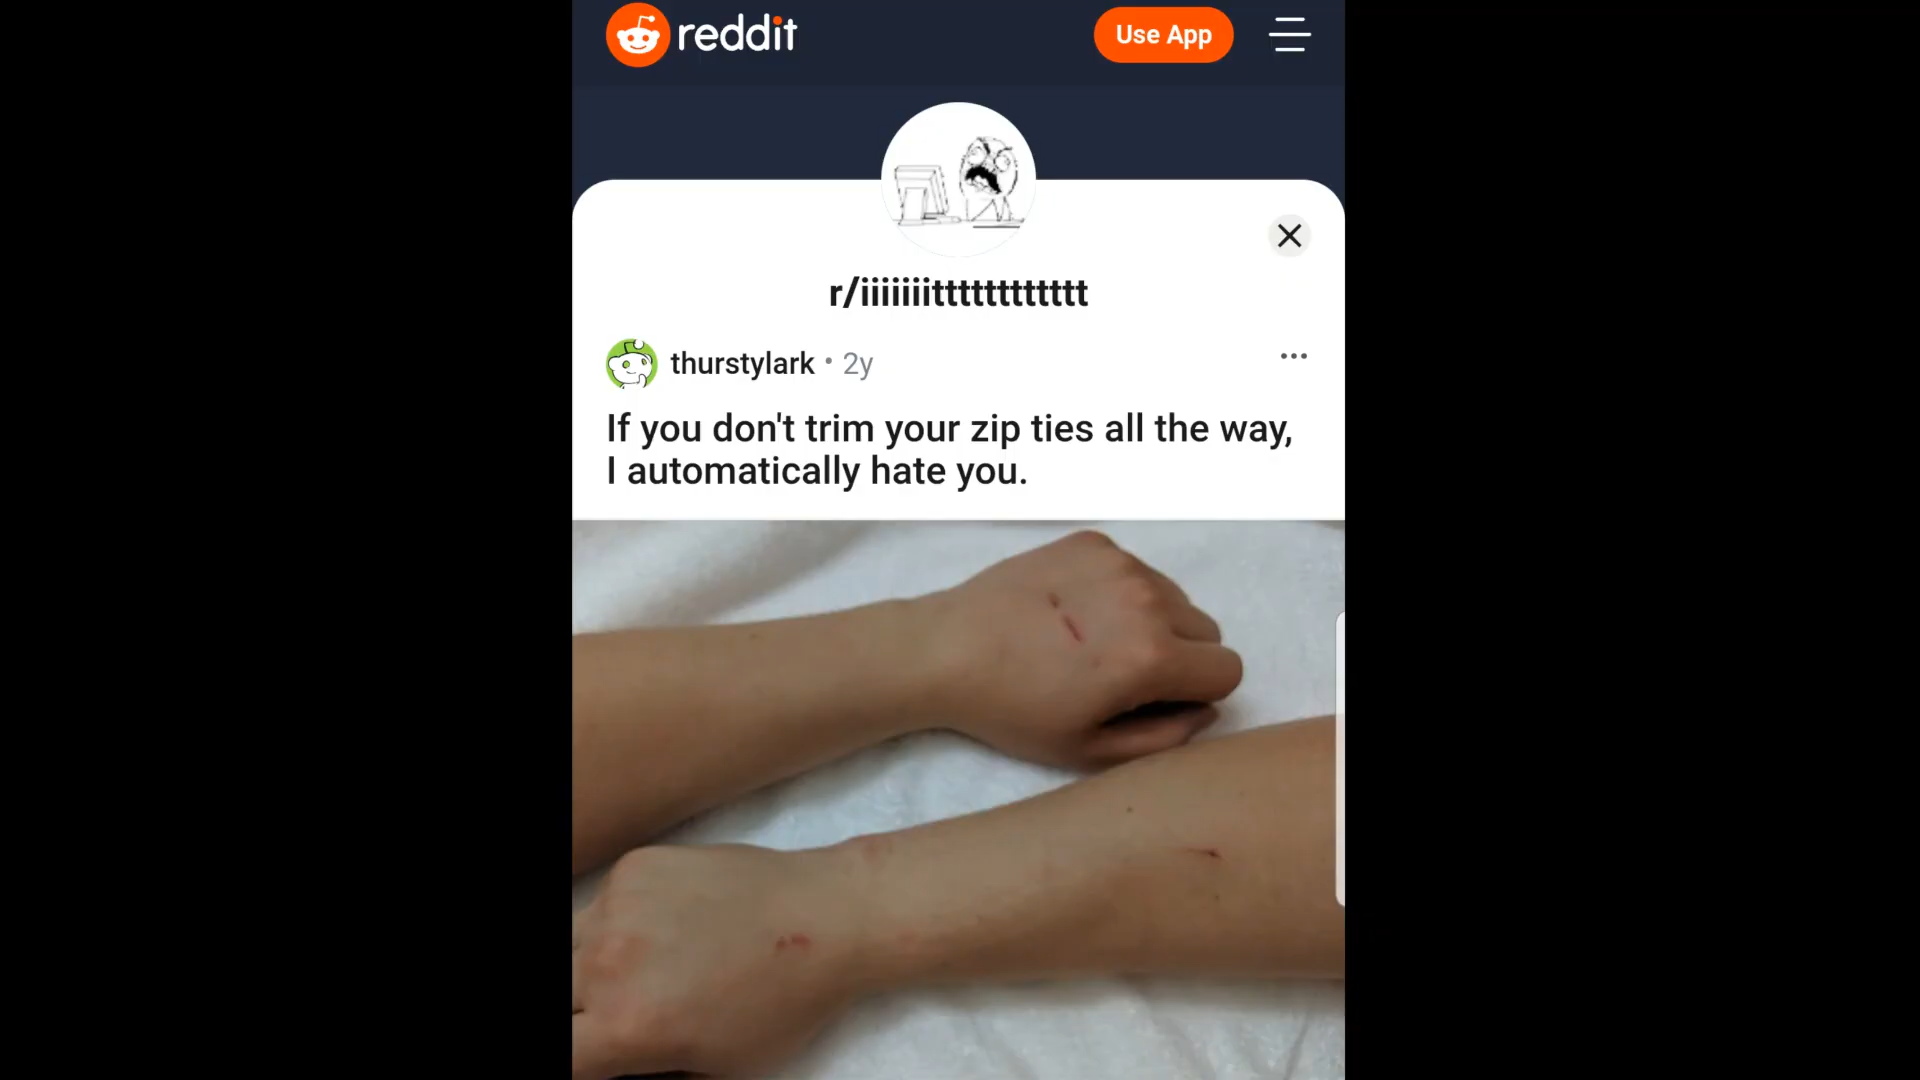 reddit
Use App
r/iiiiiiitttttttttttt
thurstylark • 2y
If you don't trim your zip ties all the way,
I automatically hate you.